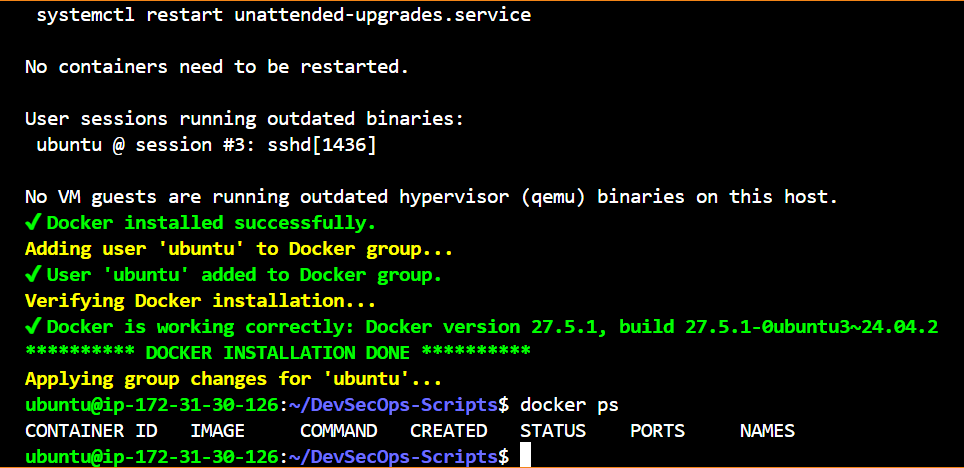 systemctl restart unattended-upgrades.service
No containers need to be restarted.
User sessions running outdated binaries:
ubuntu @ session #3: sshd[1436]
No VM guests are running outdated hypervisor (qemu) binaries on this host.
✔ Docker installed successfully.
Adding user 'ubuntu' to Docker group...
✔ User 'ubuntu' added to Docker group.
Verifying Docker installation...
✔ Docker is working correctly: Docker version 27.5.1, build 27.5.1-0ubuntu3~24.04.2
********** DOCKER INSTALLATION DONE **********
Applying group changes for 'ubuntu'...
ubuntu@ip-172-31-30-126:~/DevSecOps-Scripts$ docker ps
CONTAINER ID   IMAGE     COMMAND   CREATED   STATUS    PORTS     NAMES
ubuntu@ip-172-31-30-126:~/DevSecOps-Scripts$